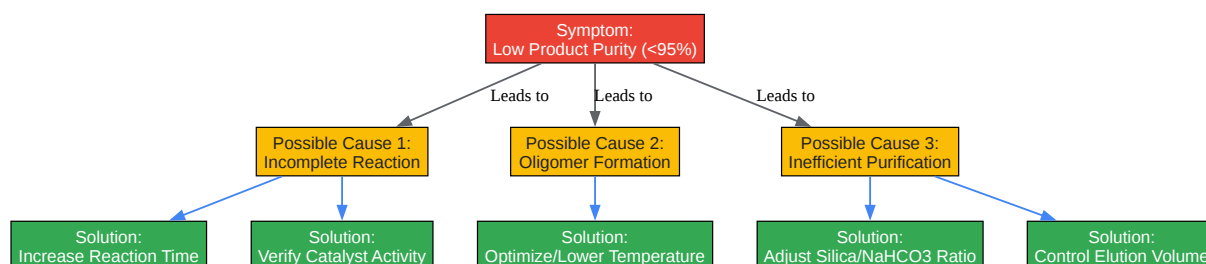 Symptom:
Low Product Purity (<95%)
Leads to
Leads to
Leads to
Possible Cause 1:
Incomplete Reaction
Possible Cause 2:
Oligomer Formation
Possible Cause 3:
Inefficient Purification
Solution:
Increase Reaction Time
Solution:
Verify Catalyst Activity
Solution:
Optimize/Lower Temperature
Solution:
Adjust Silica/NaHCO3 Ratio
Solution:
Control Elution Volume